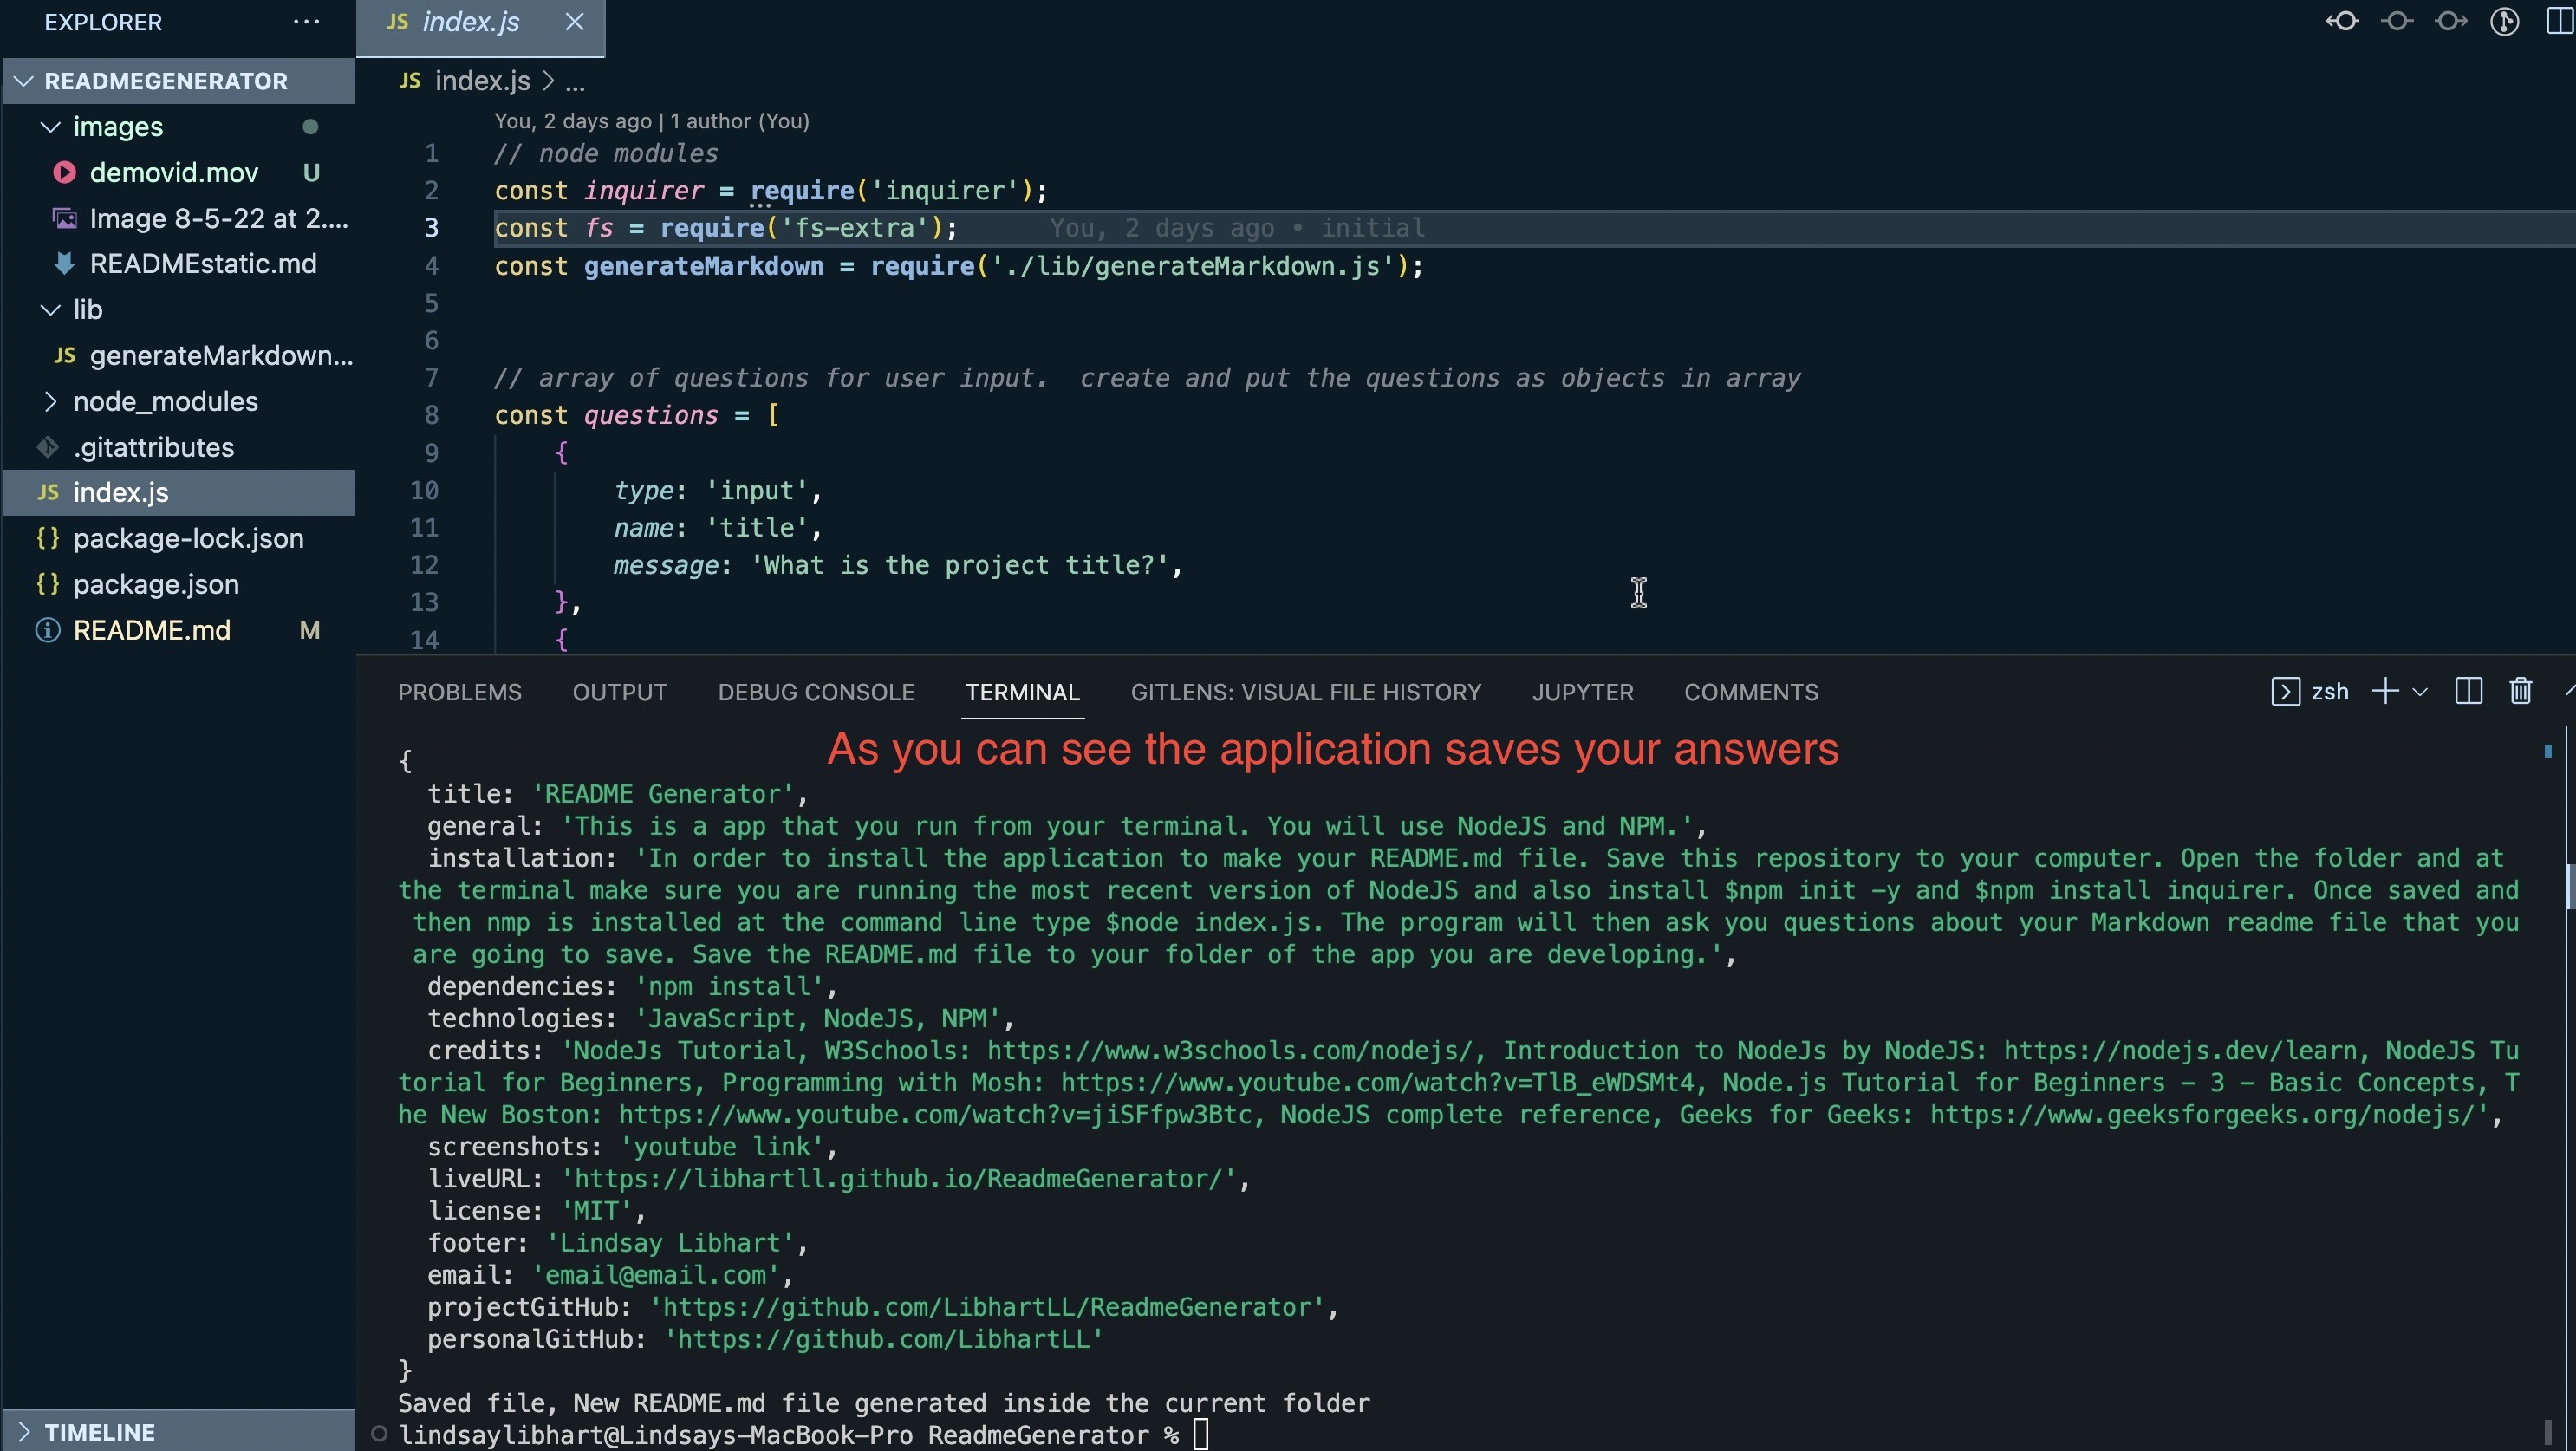 EXPLORER
READMEGENERATOR
images
demovid.mov U
Image 8-5-22 at 2....
READMEstatic.md
lib
JS generateMarkdown...
node_modules
.gitattributes
JS index.js
{} package-lock.json
{} package.json
README.md M
TIMELINE
JS index.js
JS index.js > ...
You, 2 days ago | 1 author (You)
1 // node modules
2 const inquirer = require('inquirer');
3 const fs = require('fs-extra'); You, 2 days ago • initial
4 const generateMarkdown = require('./lib/generateMarkdown.js');
5
6
7 // array of questions for user input.  create and put the questions as objects in array
8 const questions = [
9 {
10 type: 'input',
11 name: 'title',
12 message: 'What is the project title?',
13 },
14 {
PROBLEMS OUTPUT DEBUG CONSOLE TERMINAL GITLENS: VISUAL FILE HISTORY JUPYTER COMMENTS zsh
As you can see the application saves your answers
{
title: 'README Generator',
general: 'This is a app that you run from your terminal. You will use NodeJS and NPM.',
installation: 'In order to install the application to make your README.md file. Save this repository to your computer. Open the folder and at
the terminal make sure you are running the most recent version of NodeJS and also install $npm init -y and $npm install inquirer. Once saved and
then nmp is installed at the command line type $node index.js. The program will then ask you questions about your Markdown readme file that you
are going to save. Save the README.md file to your folder of the app you are developing.',
dependencies: 'npm install',
technologies: 'JavaScript, NodeJS, NPM',
credits: 'NodeJs Tutorial, W3Schools: https://www.w3schools.com/nodejs/, Introduction to NodeJs by NodeJS: https://nodejs.dev/learn, NodeJS Tu
torial for Beginners, Programming with Mosh: https://www.youtube.com/watch?v=TlB_eWDSMt4, Node.js Tutorial for Beginners - 3 - Basic Concepts, T
he New Boston: https://www.youtube.com/watch?v=jiSFfpw3Btc, NodeJS complete reference, Geeks for Geeks: https://www.geeksforgeeks.org/nodejs/',
screenshots: 'youtube link',
liveURL: 'https://libhartll.github.io/ReadmeGenerator/',
license: 'MIT',
footer: 'Lindsay Libhart',
email: 'email@email.com',
projectGitHub: 'https://github.com/LibhartLL/ReadmeGenerator',
personalGitHub: 'https://github.com/LibhartLL'
}
Saved file, New README.md file generated inside the current folder
lindsaylibhart@Lindsays-MacBook-Pro ReadmeGenerator %